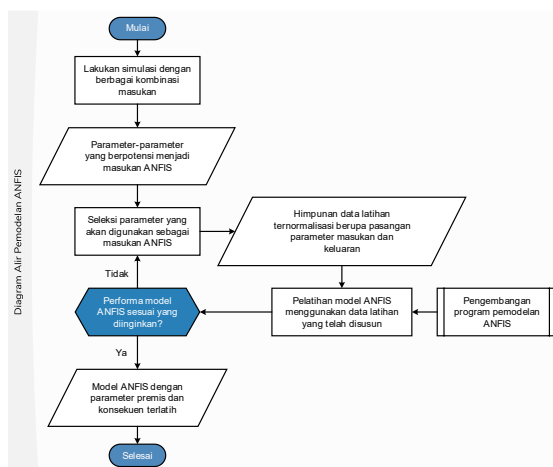 Diagram Alir Pemodelan ANFIS
Mulai
Lakukan simulasi dengan
berbagai kombinasi
masukan
Parameter-parameter
yang berpotensi menjadi
masukan ANFIS
Seleksi parameter yang
akan digunakan sebagai
masukan ANFIS
Himpunan data latihan
ternormalisasi berupa pasangan
parameter masukan dan
keluaran
Tidak
Performa model
ANFIS sesuai yang
diinginkan?
Pelatihan model ANFIS
menggunakan data latihan
yang telah disusun
Pengembangan
program pemodelan
ANFIS
Ya
Model ANFIS dengan
parameter premis dan
konsekuen terlatih
Selesai